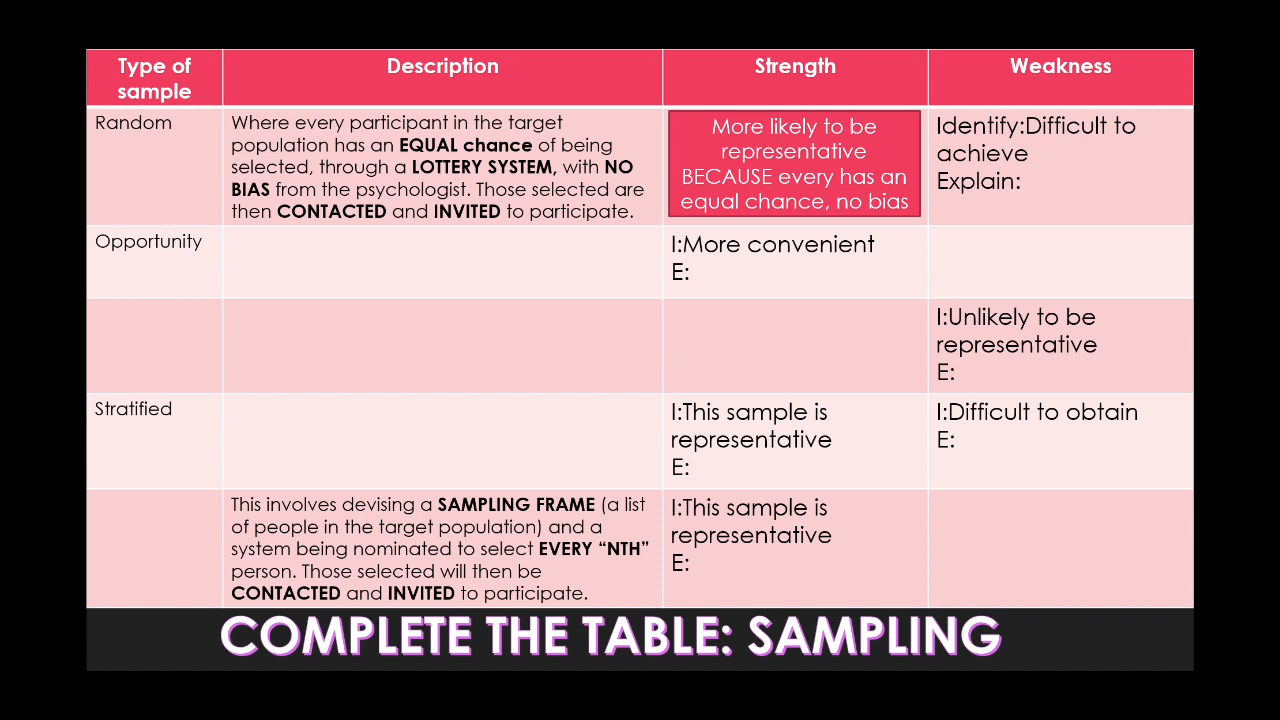 Type of
sample
Description
Strength
Weakness
Random
Where every participant in the target
population has an EQUAL chance of being
selected, through a LOTTERY SYSTEM, with NO
BIAS from the psychologist. Those selected are
then CONTACTED and INVITED to participate.
More likely to be
representative
BECAUSE every has an
equal chance, no bias
Identify:Difficult to
achieve
Explain:
Opportunity
I:More convenient
E:
I:Unlikely to be
representative
E:
Stratified
I:This sample is
representative
E:
I:Difficult to obtain
E:
This involves devising a SAMPLING FRAME (a list
of people in the target population) and a
system being nominated to select EVERY “NTH”
person. Those selected will then be
CONTACTED and INVITED to participate.
I:This sample is
representative
E:
COMPLETE THE TABLE: SAMPLING